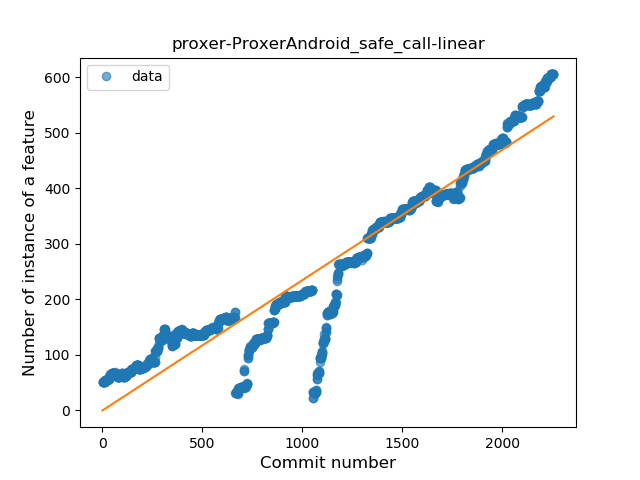 proxer-ProxerAndroid_safe_call-linear
data
Number of instance of a feature
600
500
400
300
200
100
0
0 500 1000 1500 2000
Commit number